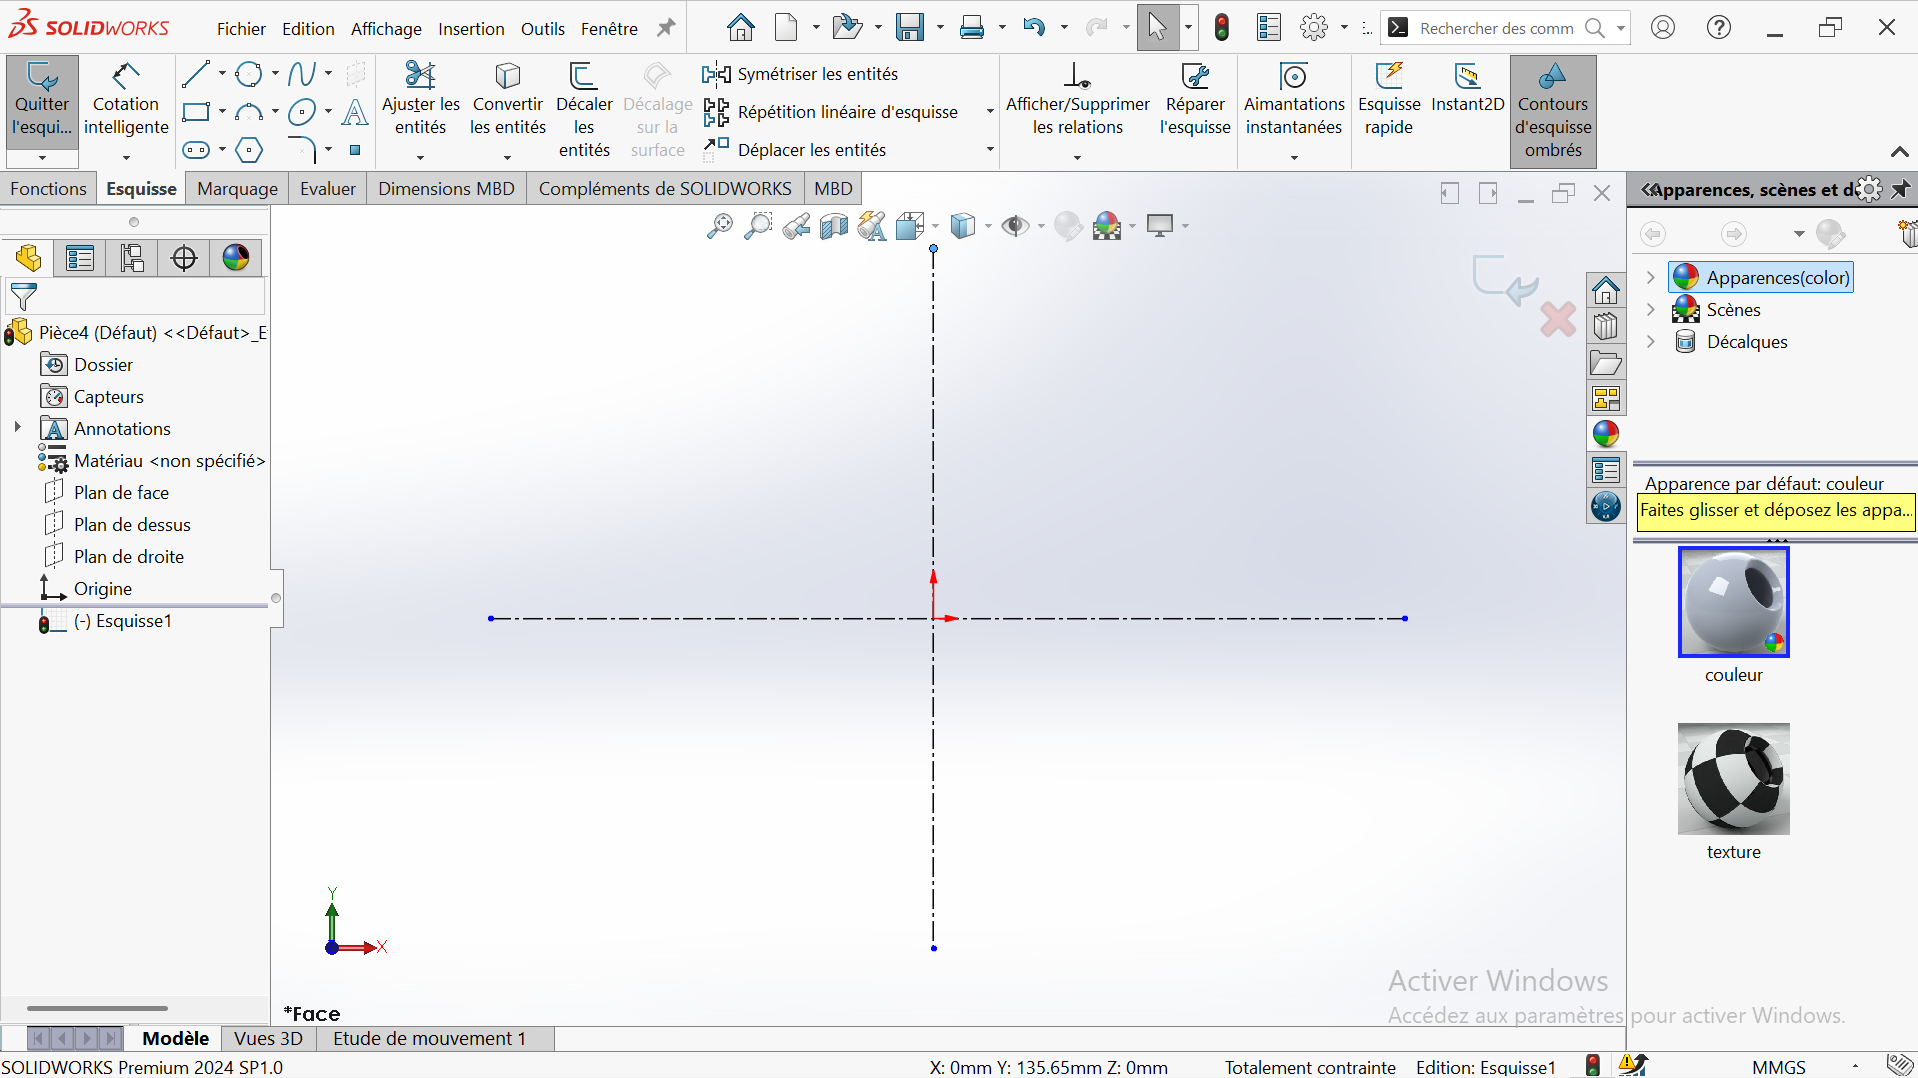 SOLIDWORKS
Fichier Edition Affichage Insertion Outils Fenêtre
Rechercher des comm
Quitter l'esqui...
Cotation intelligente
Ajuster les entités
Convertir les entités
Décaler les entités
Décalage sur la surface
Symétriser les entités
Répétition linéaire d'esquisse
Déplacer les entités
Afficher/Supprimer les relations
Réparer l'esquisse
Aimantations instantanées
Esquisse rapide
Instant2D
Contours d'esquisse ombrés
Fonctions Esquisse Marquage Evaluer Dimensions MBD Compléments de SOLIDWORKS MBD
Apparences, scènes et d
Pièce4 (Défaut) <<Défaut>_E
Dossier
Capteurs
Annotations
Matériau <non spécifié>
Plan de face
Plan de dessus
Plan de droite
Origine
(-) Esquisse1
Apparences(color)
Scènes
Décalques
Apparence par défaut: couleur
Faites glisser et déposez les appa...
couleur
texture
Y
X
*Face
Activer Windows
Accédez aux paramètres pour activer Windows.
Modèle Vues 3D Etude de mouvement 1
SOLIDWORKS Premium 2024 SP1.0
X: 0mm Y: 135.65mm Z: 0mm
Totalement contrainte
Edition: Esquisse1
MMGS